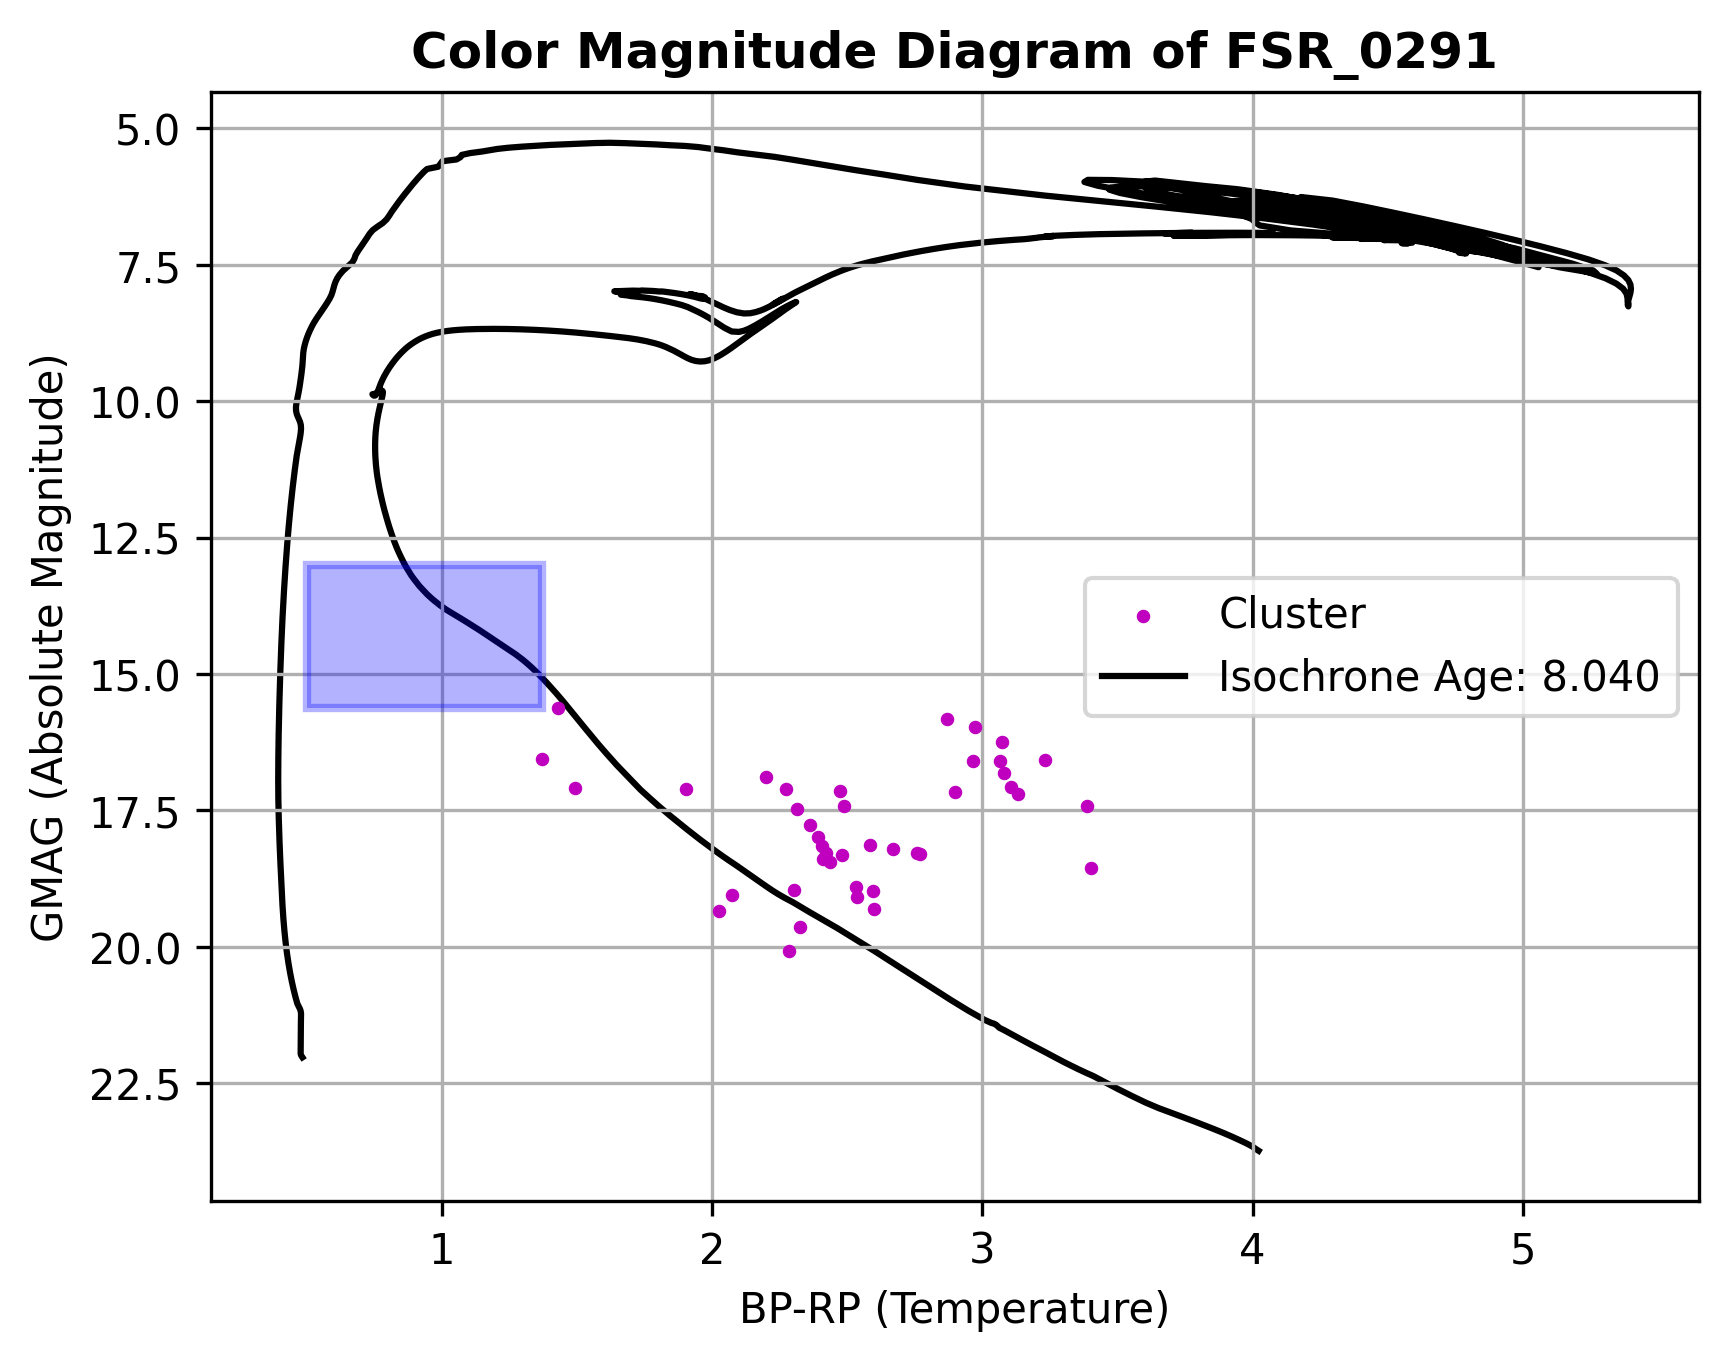 Color Magnitude Diagram of FSR_0291
GMAG (Absolute Magnitude)
5.0
7.5
10.0
12.5
15.0
17.5
20.0
22.5
Cluster
Isochrone Age: 8.040
1 2 3 4 5
BP-RP (Temperature)